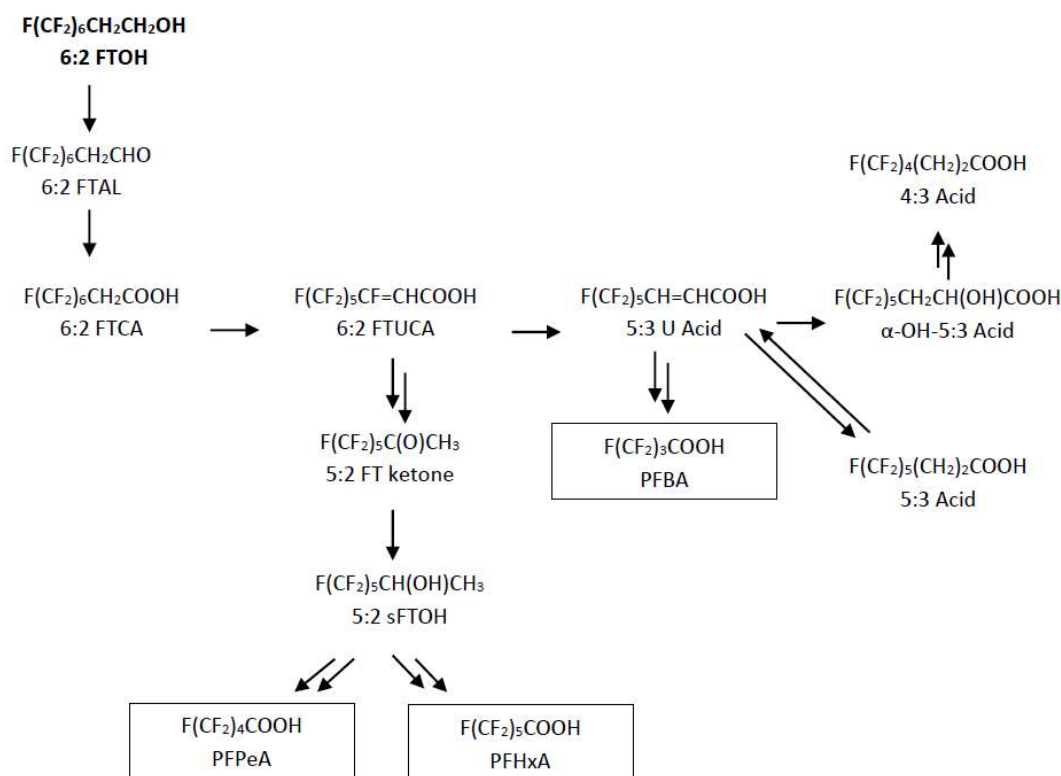 F(CF₂)₆CH₂CH₂OH
6:2 FTOH
F(CF₂)₆CH₂CHO
6:2 FTAL
F(CF₂)₄(CH₂)₂COOH
4:3 Acid
F(CF₂)₆CH₂COOH
6:2 FTCA
F(CF₂)₅CF=CHCOOH
6:2 FTUCA
F(CF₂)₅CH=CHCOOH
5:3 U Acid
F(CF₂)₅CH₂CH(OH)COOH
α-OH-5:3 Acid
F(CF₂)₅C(O)CH₃
5:2 FT ketone
F(CF₂)₃COOH
PFBA
F(CF₂)₅(CH₂)₂COOH
5:3 Acid
F(CF₂)₅CH(OH)CH₃
5:2 sFTOH
F(CF₂)₄COOH
PFPeA
F(CF₂)₅COOH
PFHxA